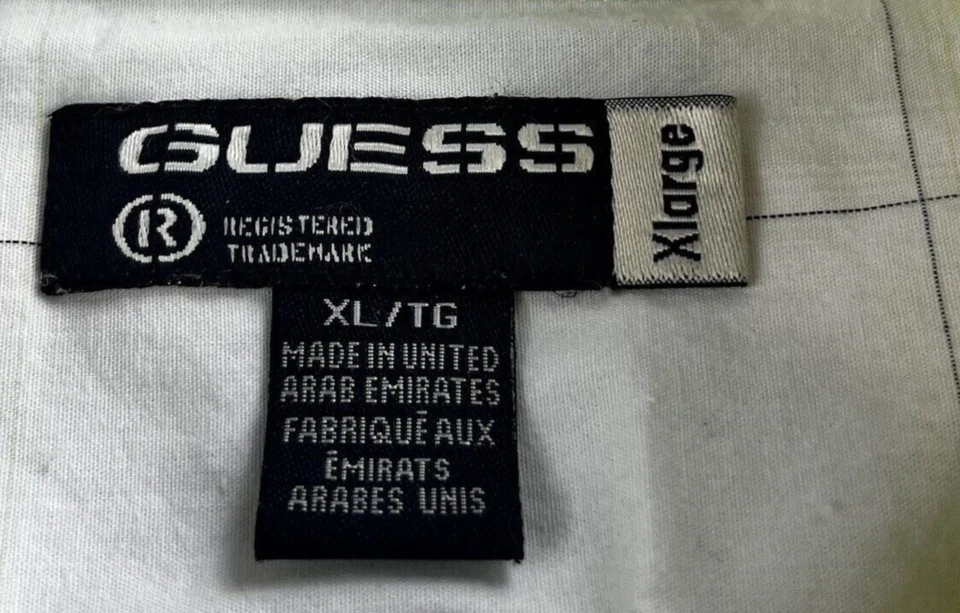 GUESS
Xlarge
®
REGISTERED
TRADEMARK
XL/TG
MADE IN UNITED
ARAB EMIRATES
FABRIQUÉ AUX
ÉMIRATS
ARABES UNIS